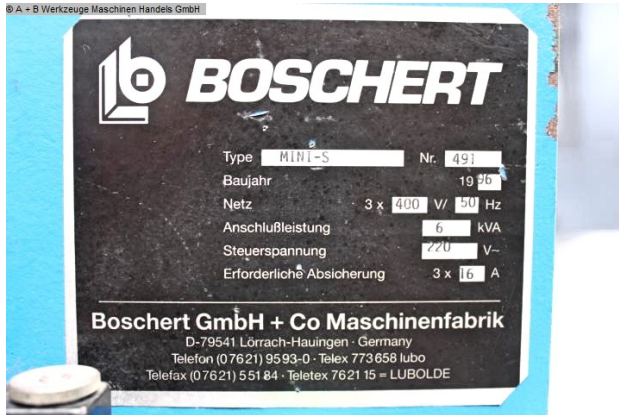 © A + B Werkzeuge Maschinen Handels GmbH
BOSCHERT
Type MINI-S Nr. 491
Baujahr 19 96
Netz 3 x 400 V/ 50 Hz
Anschlußleistung 6 kVA
Steuerspannung 220 V~
Erforderliche Absicherung 3 x 16 A
Boschert GmbH + Co Maschinenfabrik
D-79541 Lörrach-Hauingen · Germany
Telefon (07621) 9593-0 · Telex 773658 lubo
Telefax (07621) 55184 · Teletex 762115 = LUBOLDE